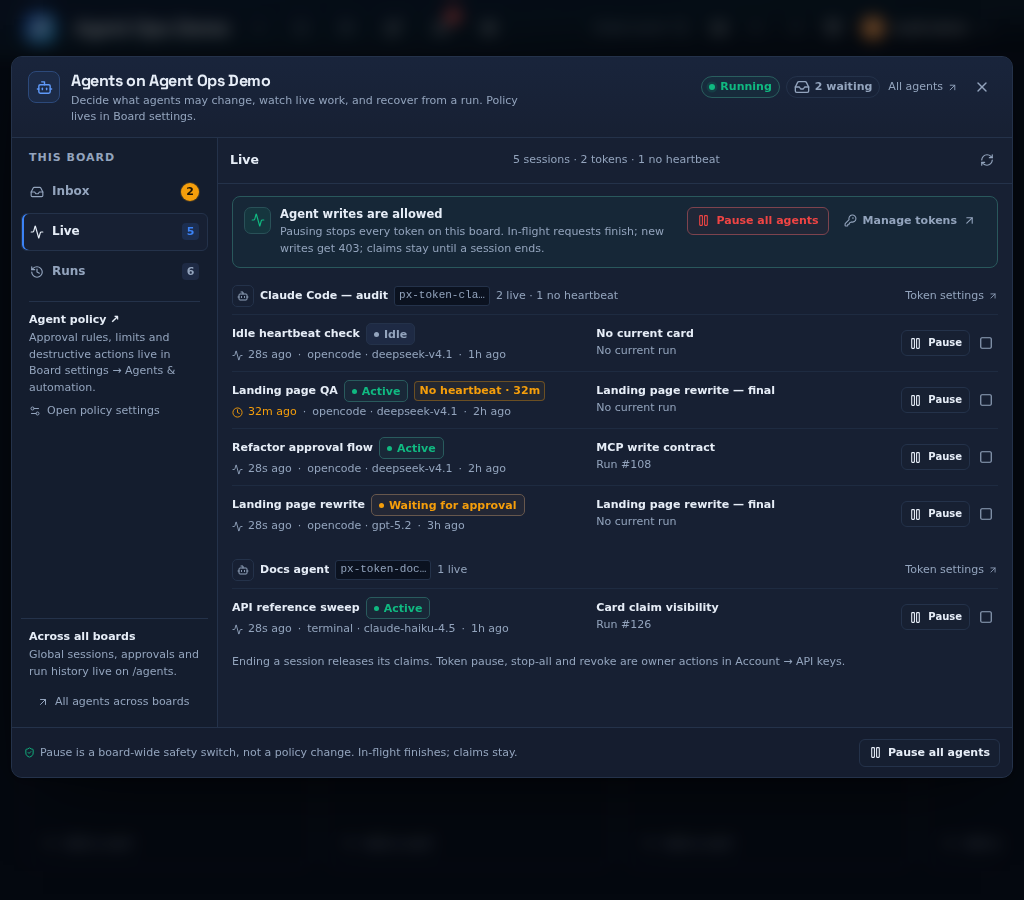 Agents on Agent Ops Demo
Decide what agents may change, watch live work, and recover from a run. Policy
lives in Board settings.
Running
2 waiting
All agents ↗
THIS BOARD
Inbox
2
Live
5
Runs
6
Agent policy ↗
Approval rules, limits and
destructive actions live in
Board settings → Agents &
automation.
Open policy settings
Across all boards
Global sessions, approvals and
run history live on /agents.
All agents across boards
Live
5 sessions · 2 tokens · 1 no heartbeat
Agent writes are allowed
Pausing stops every token on this board. In-flight requests finish; new
writes get 403; claims stay until a session ends.
Pause all agents
Manage tokens
Claude Code — audit
px-token-cla…
2 live · 1 no heartbeat
Token settings
Idle heartbeat check
Idle
28s ago · opencode · deepseek-v4.1 · 1h ago
No current card
No current run
Pause
Landing page QA
Active
No heartbeat · 32m
32m ago · opencode · deepseek-v4.1 · 2h ago
Landing page rewrite — final
No current run
Pause
Refactor approval flow
Active
28s ago · opencode · deepseek-v4.1 · 2h ago
MCP write contract
Run #108
Pause
Landing page rewrite
Waiting for approval
28s ago · opencode · gpt-5.2 · 3h ago
Landing page rewrite — final
No current run
Pause
Docs agent
px-token-doc…
1 live
Token settings
API reference sweep
Active
28s ago · terminal · claude-haiku-4.5 · 1h ago
Card claim visibility
Run #126
Pause
Ending a session releases its claims. Token pause, stop-all and revoke are owner actions in Account → API keys.
Pause is a board-wide safety switch, not a policy change. In-flight finishes; claims stay.
Pause all agents